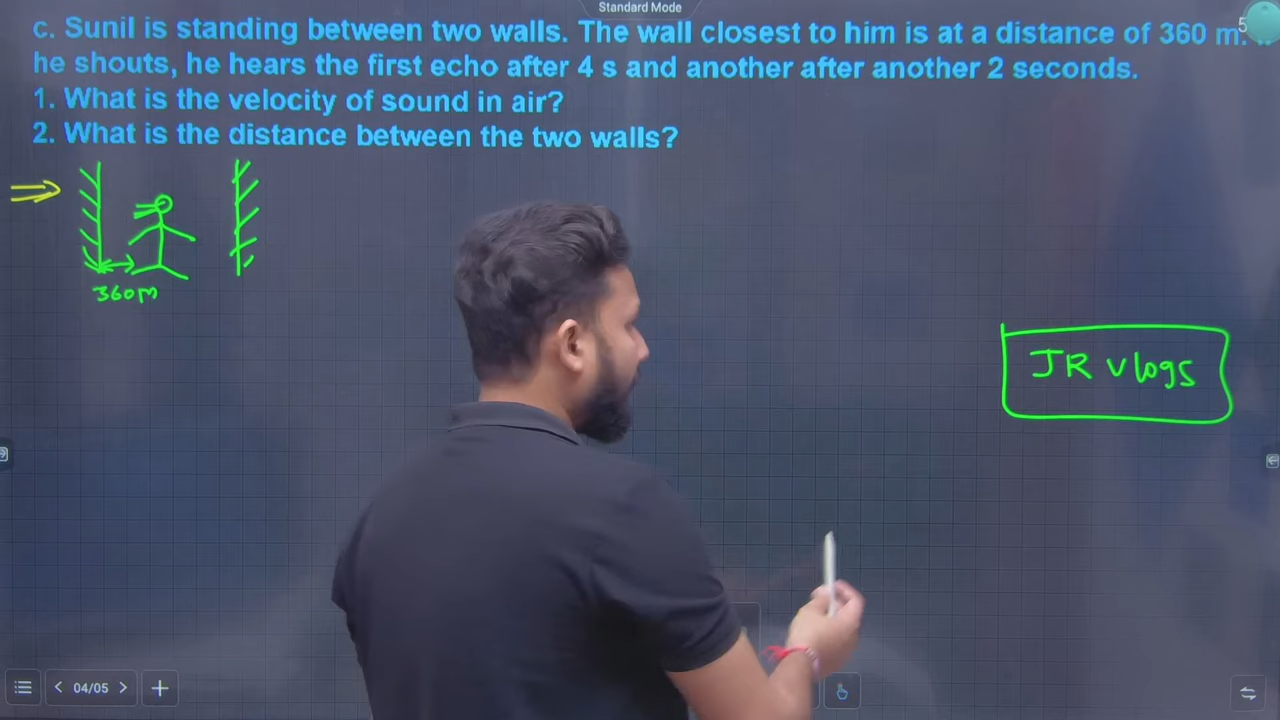 Standard Mode
c. Sunil is standing between two walls. The wall closest to him is at a distance of 360 m.
he shouts, he hears the first echo after 4 s and another after another 2 seconds.
1. What is the velocity of sound in air?
2. What is the distance between the two walls?
360m
JR vlogs
04/05